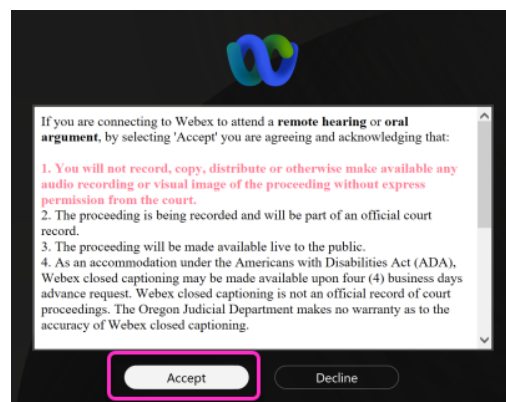 If you are connecting to Webex to attend a remote hearing or oral
argument, by selecting 'Accept' you are agreeing and acknowledging that:
1. You will not record, copy, distribute or otherwise make available any
audio recording or visual image of the proceeding without express
permission from the court.
2. The proceeding is being recorded and will be part of an official court
record.
3. The proceeding will be made available live to the public.
4. As an accommodation under the Americans with Disabilities Act (ADA),
Webex closed captioning may be made available upon four (4) business days
advance request. Webex closed captioning is not an official record of court
proceedings. The Oregon Judicial Department makes no warranty as to the
accuracy of Webex closed captioning.
Accept
Decline